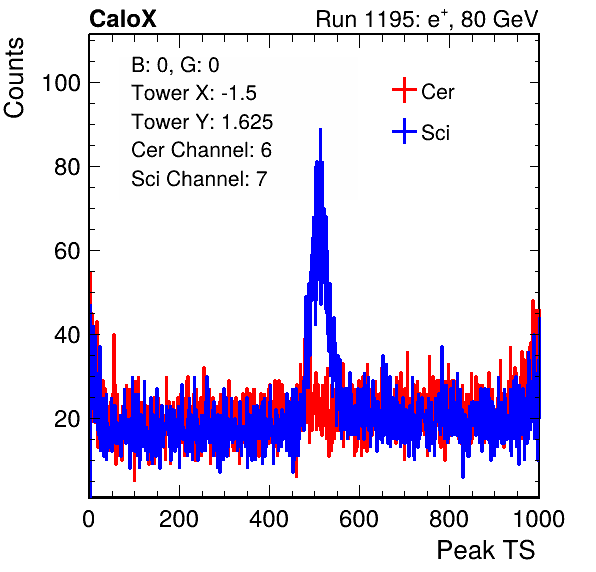 CaloX Run 1195: e⁺, 80 GeV
B: 0, G: 0
Tower X: -1.5
Tower Y: 1.625
Cer Channel: 6
Sci Channel: 7
Cer
Sci
Counts
100
80
60
40
20
0 200 400 600 800 1000
Peak TS